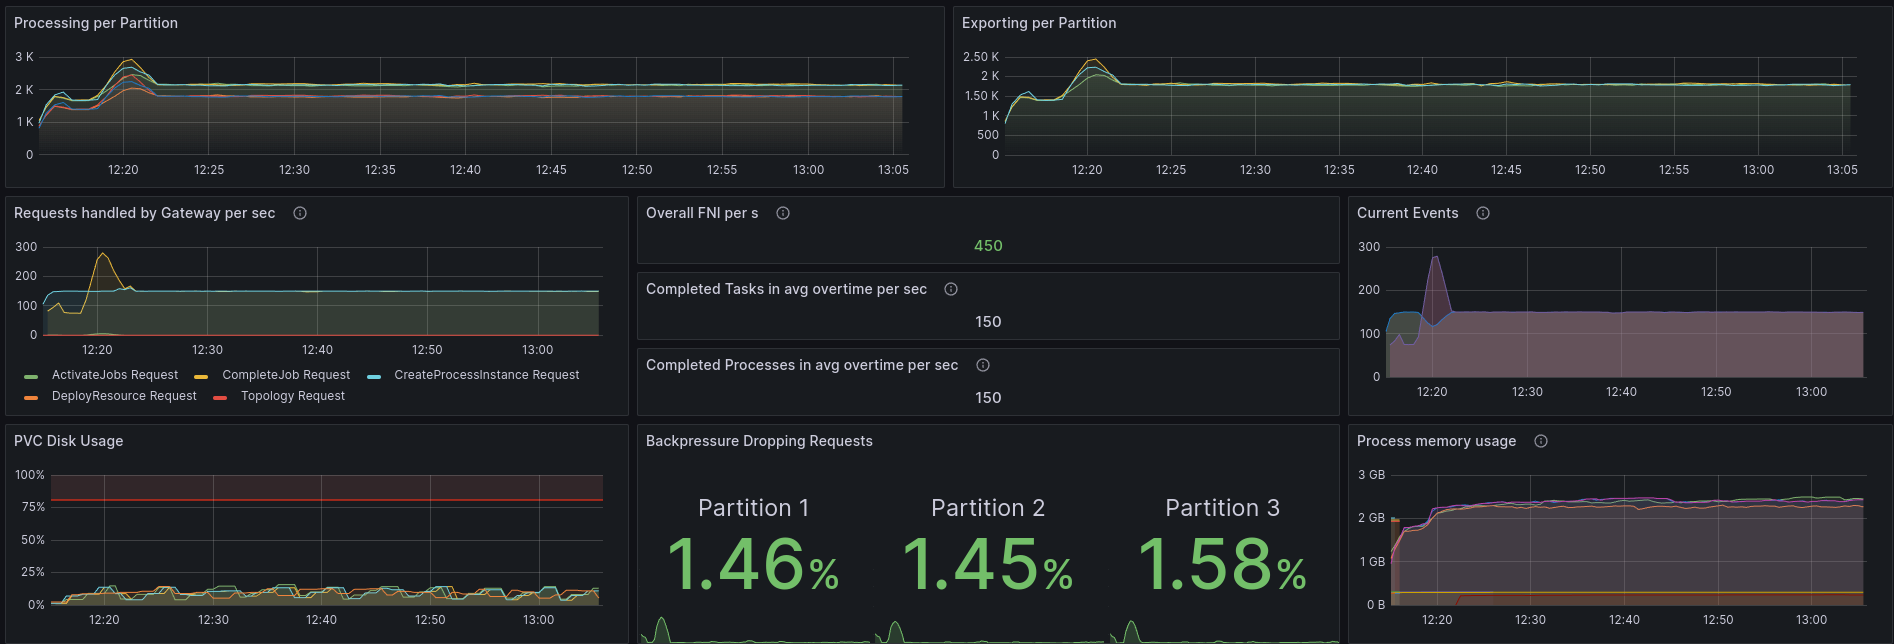 Processing per Partition
3 K
2 K
1 K
0
12:20 12:25 12:30 12:35 12:40 12:45 12:50 12:55 13:00 13:05
Exporting per Partition
2.50 K
2 K
1.50 K
1 K
500
0
12:20 12:25 12:30 12:35 12:40 12:45 12:50 12:55 13:00 13:05
Requests handled by Gateway per sec
300
200
100
0
12:20 12:30 12:40 12:50 13:00
ActivateJobs Request CompleteJob Request CreateProcessInstance Request
DeployResource Request Topology Request
Overall FNI per s
450
Completed Tasks in avg overtime per sec
150
Completed Processes in avg overtime per sec
150
Current Events
300
200
100
0
12:20 12:30 12:40 12:50 13:00
PVC Disk Usage
100%
75%
50%
25%
0%
12:20 12:30 12:40 12:50 13:00
Backpressure Dropping Requests
Partition 1 Partition 2 Partition 3
1.46% 1.45% 1.58%
Process memory usage
3 GB
2 GB
1 GB
0 B
12:20 12:30 12:40 12:50 13:00